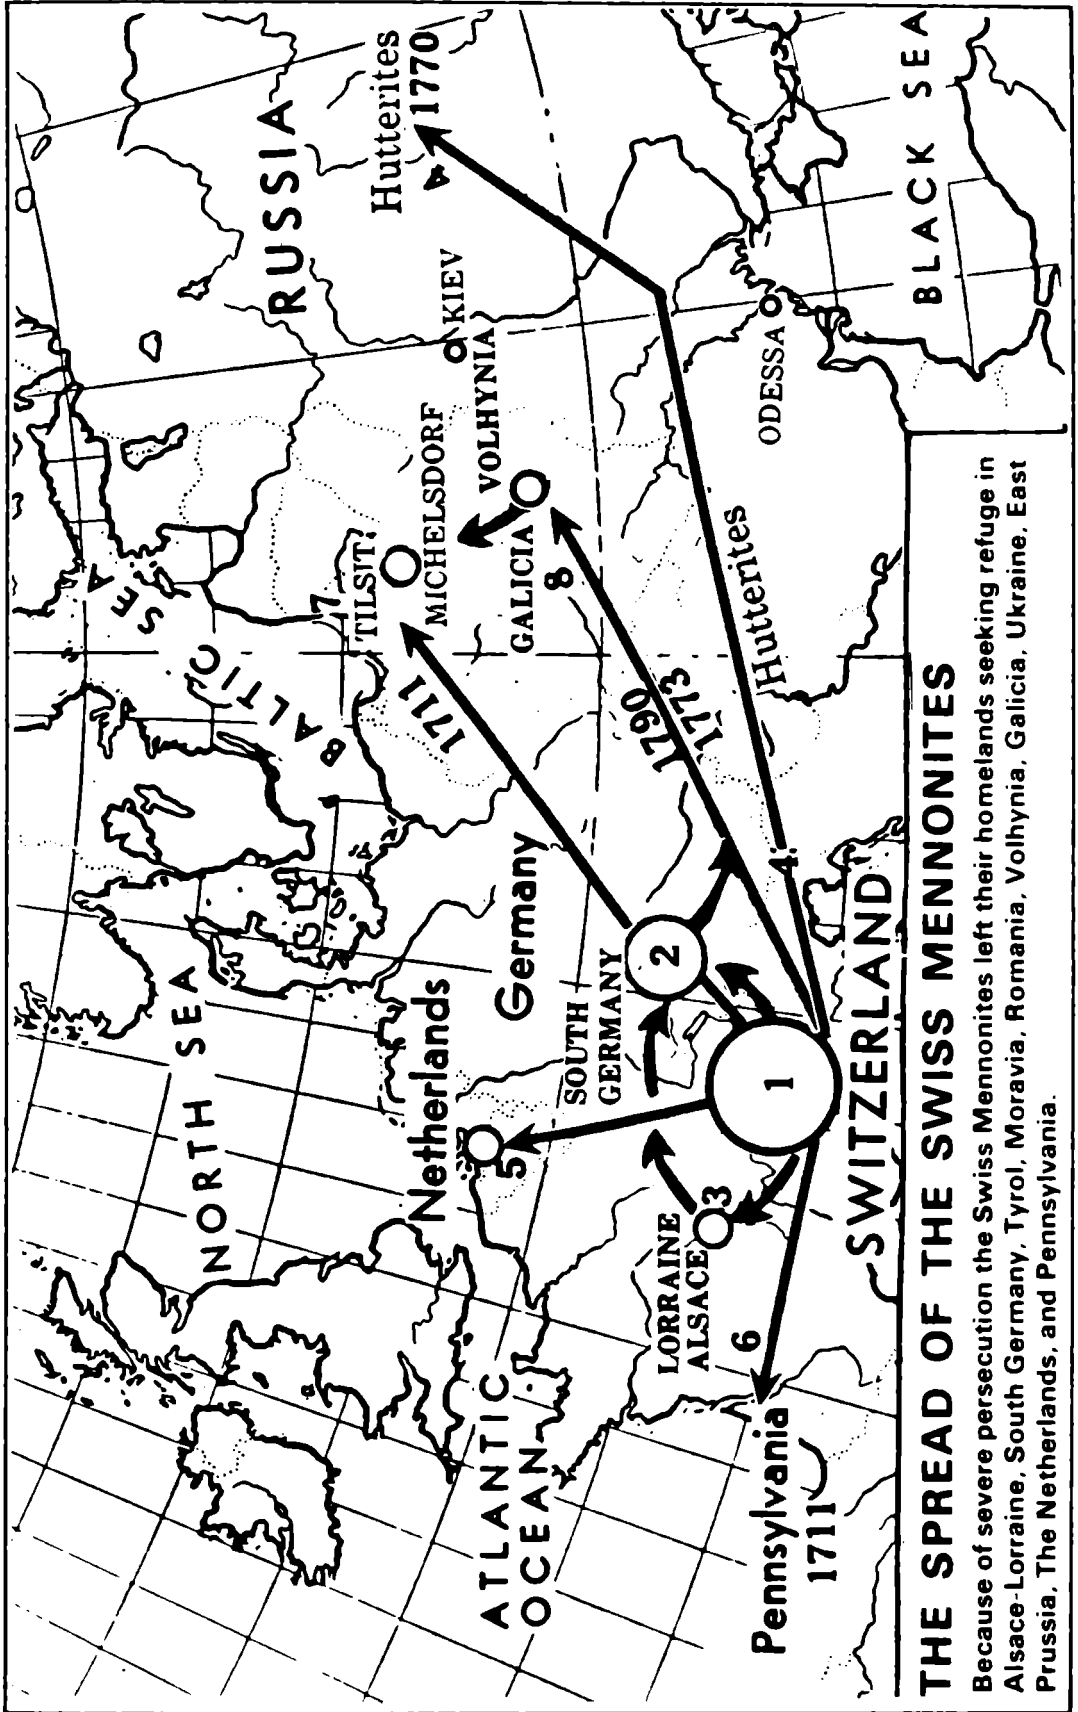 RUSSIA
Hutterites
1770
4
KIEV
VOLHYNIA
MICHELSDORF
TILSIT
7
GALICIA
8
BALTIC SEA
1711
1790
1773
Hutterites
4
ODESSA
BLACK SEA
NORTH SEA
Netherlands
5
Germany
SOUTH
GERMANY
2
1
3
LORRAINE
ALSACE
6
SWITZERLAND
ATLANTIC
OCEAN
Pennsylvania
1711
THE SPREAD OF THE SWISS MENNONITES
Because of severe persecution the Swiss Mennonites left their homelands seeking refuge in
Alsace-Lorraine, South Germany, Tyrol, Moravia, Romania, Volhynia, Galicia, Ukraine, East
Prussia, The Netherlands, and Pennsylvania.